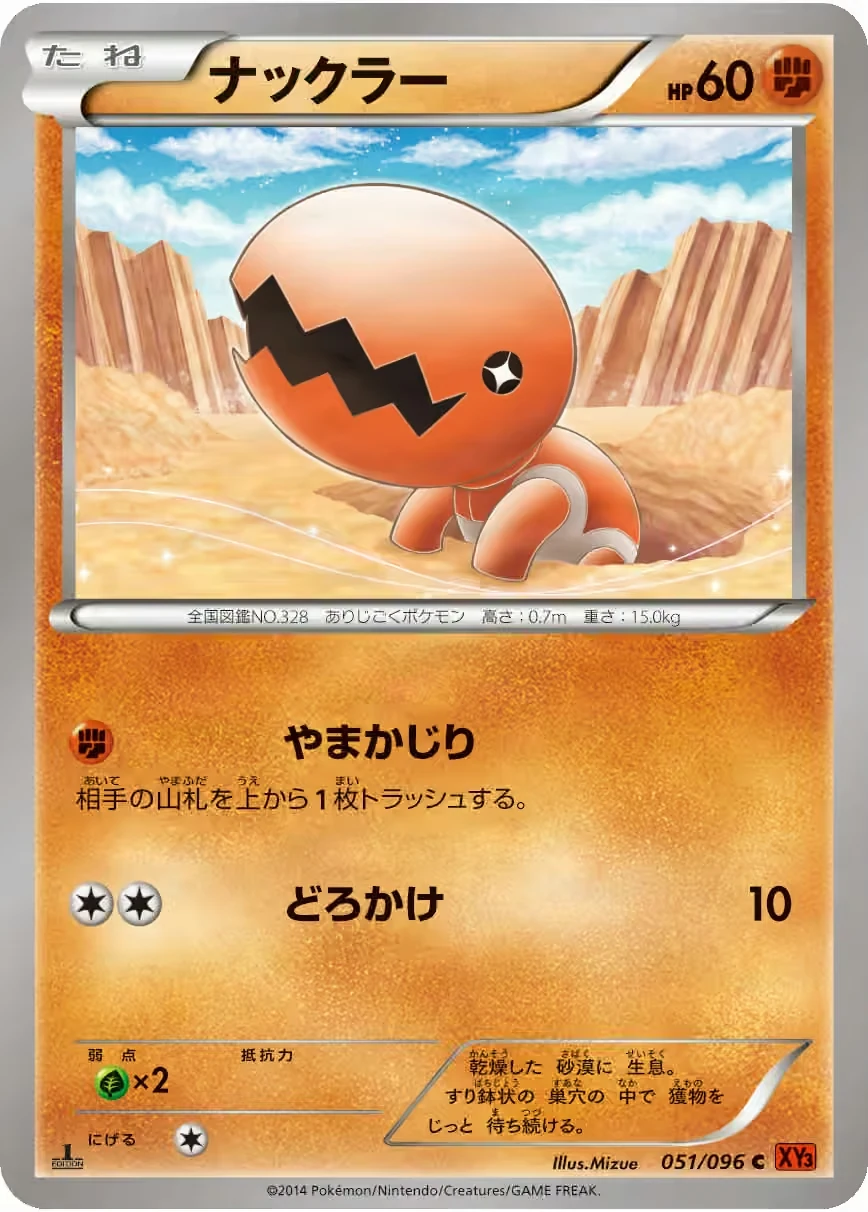 たね ナックラー HP60
全国図鑑NO.328 ありじごくポケモン 高さ:0.7m 重さ:15.0kg
やまかじり
相手の山札を上から1枚トラッシュする。
どろかけ 10
弱点 抵抗力
×2
にげる
乾燥した 砂漠に 生息。
すり鉢状の 巣穴の 中で 獲物を
じっと 待ち続ける。
1 EDITION
Illus.Mizue 051/096 C XY3
©2014 Pokémon/Nintendo/Creatures/GAME FREAK.